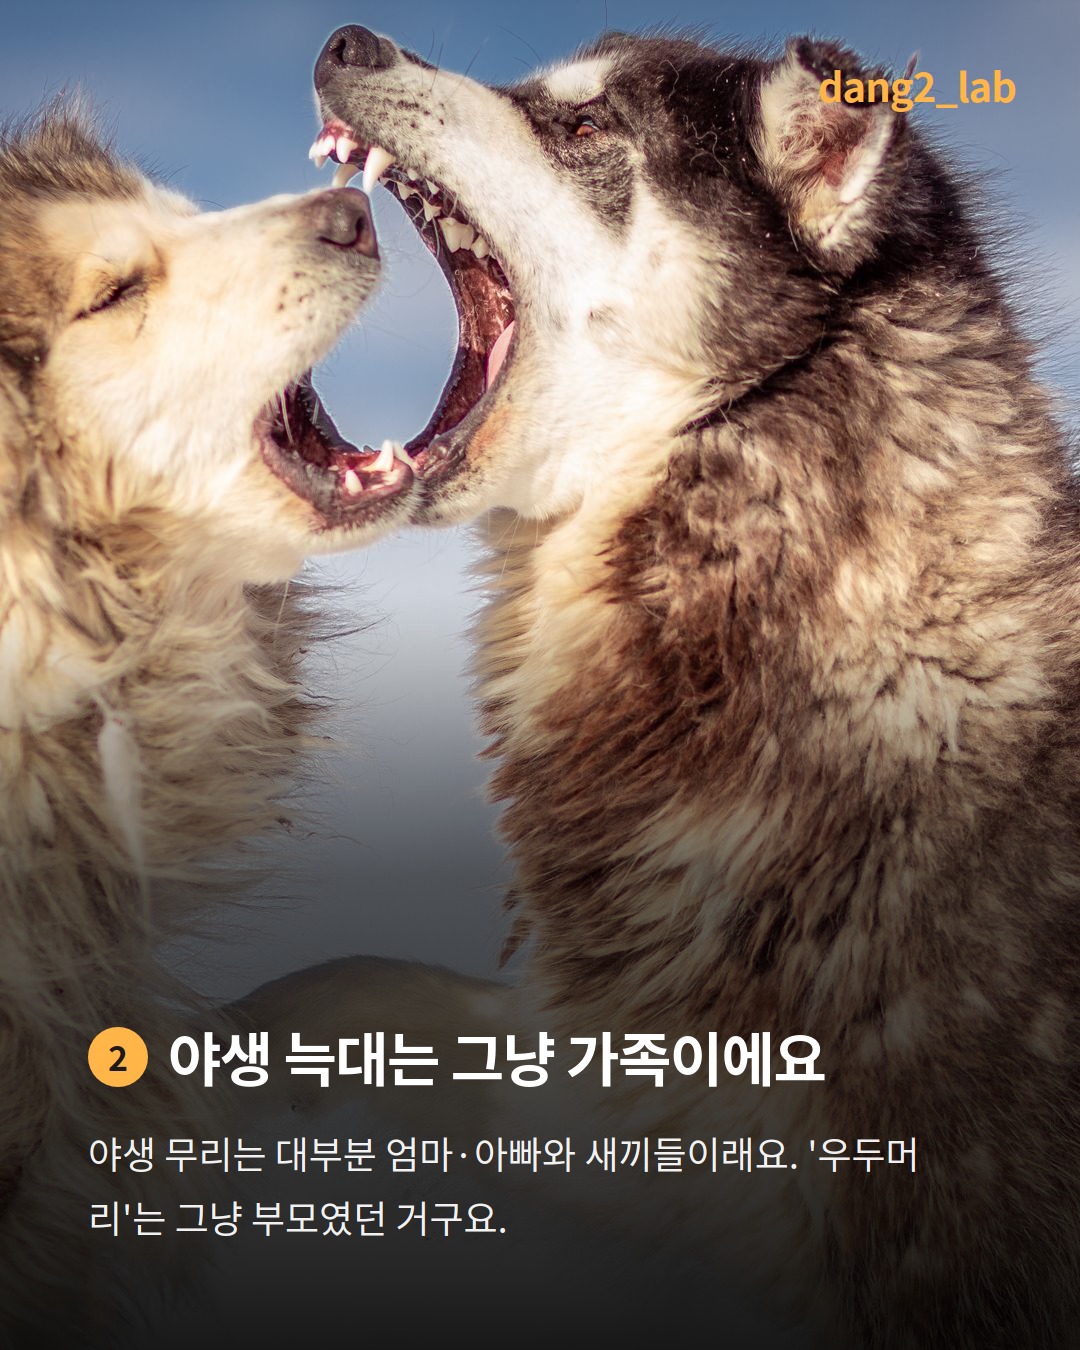 dang2_lab
2 야생 늑대는 그냥 가족이에요
야생 무리는 대부분 엄마·아빠와 새끼들이래요. '우두머
리'는 그냥 부모였던 거구요.